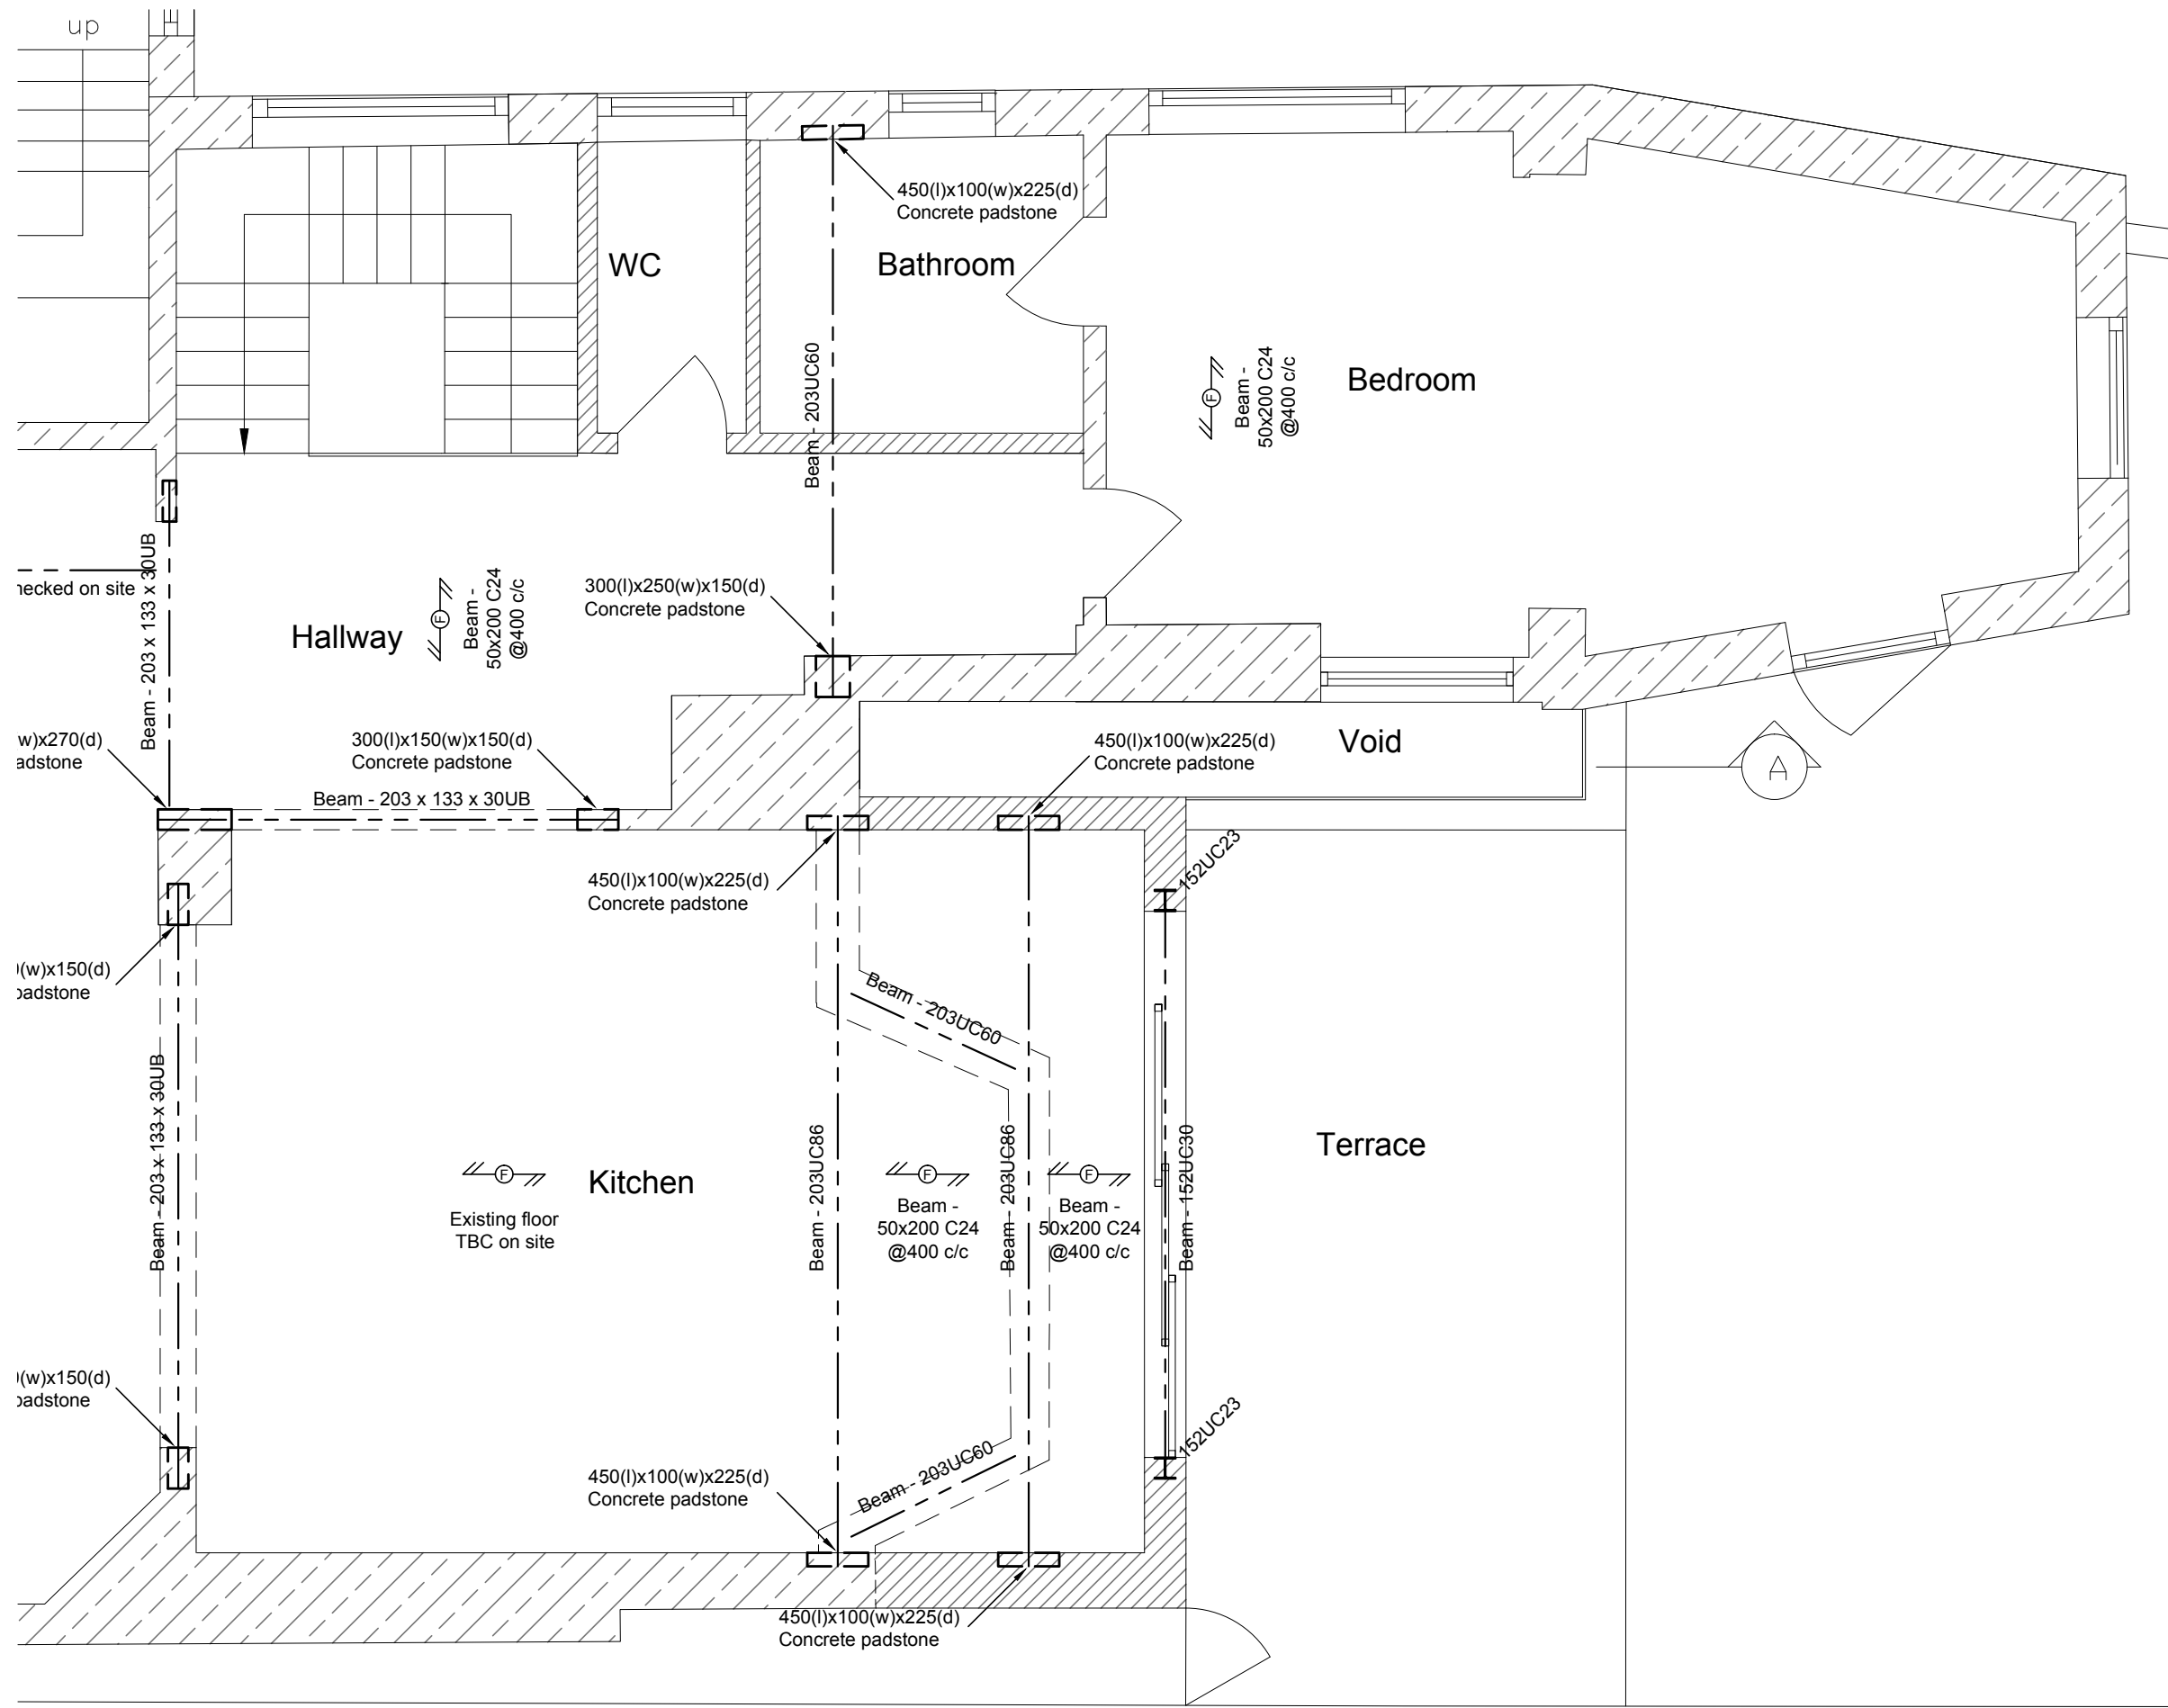 up
450(l)x100(w)x225(d)
Concrete padstone
WC
Bathroom
Beam - 203UC60
F
Beam -
50x200 C24
@400 c/c
Bedroom
Beam - 203 x 133 x 30UB
hecked on site
Hallway
F
Beam -
50x200 C24
@400 c/c
300(l)x250(w)x150(d)
Concrete padstone
w)x270(d)
adstone
300(l)x150(w)x150(d)
Concrete padstone
Beam - 203 x 133 x 30UB
450(l)x100(w)x225(d)
Concrete padstone
Void
A
152UC23
450(l)x100(w)x225(d)
Concrete padstone
(w)x150(d)
padstone
Beam - 203UC60
Beam - 203 x 133 x 30UB
F
Kitchen
Existing floor
TBC on site
Beam - 203UC86
F
Beam -
50x200 C24
@400 c/c
Beam - 203UC86
F
Beam -
50x200 C24
@400 c/c
Beam - 152UC30
Terrace
)(w)x150(d)
padstone
152UC23
Beam - 203UC60
450(l)x100(w)x225(d)
Concrete padstone
450(l)x100(w)x225(d)
Concrete padstone